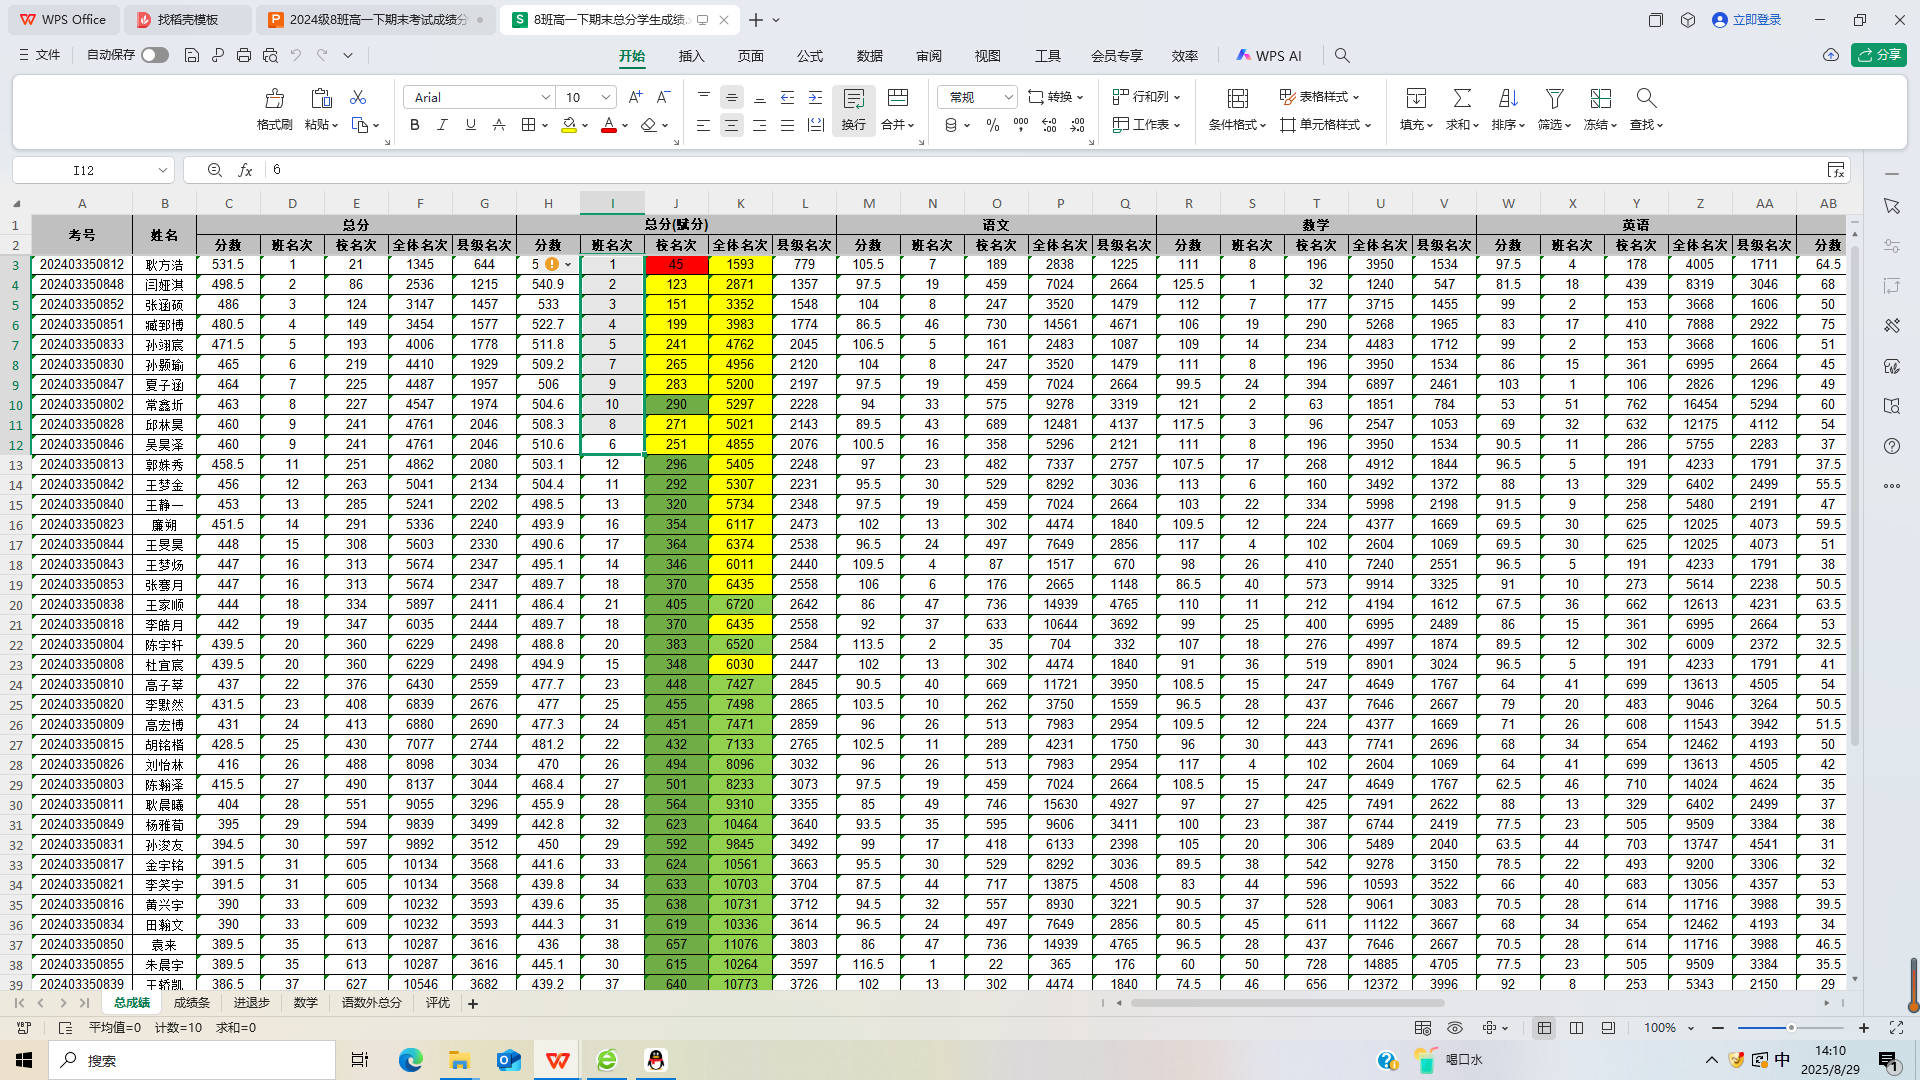 WPS Office 找稻壳模板 2024级8班高一下期末考试成绩分 8班高一下期末总分学生成绩. 立即登录
文件 自动保存 开始 插入 页面 公式 数据 审阅 视图 工具 会员专享 效率 WPS AI 分享
格式刷 粘贴 Arial 10 换行 合并 常规 转换 行和列 工作表 条件格式 表格样式 单元格样式 填充 求和 排序 筛选 冻结 查找
I12 fx 6
A B C D E F G H I J K L M N O P Q R S T U V W X Y Z AA AB
1 考号 姓名 总分 总分(赋分) 语文 数学 英语
2 分数 班名次 校名次 全体名次 县级名次 分数 班名次 校名次 全体名次 县级名次 分数 班名次 校名次 全体名次 县级名次 分数 班名次 校名次 全体名次 县级名次 分数 班名次 校名次 全体名次 县级名次 分数
3 202403350812 耿方浩 531.5 1 21 1345 644 5 1 45 1593 779 105.5 7 189 2838 1225 111 8 196 3950 1534 97.5 4 178 4005 1711 64.5
4 202403350848 闫娅淇 498.5 2 86 2536 1215 540.9 2 123 2871 1357 97.5 19 459 7024 2664 125.5 1 32 1240 547 81.5 18 439 8319 3046 68
5 202403350852 张涵硕 486 3 124 3147 1457 533 3 151 3352 1548 104 8 247 3520 1479 112 7 177 3715 1455 99 2 153 3668 1606 50
6 202403350851 臧郅博 480.5 4 149 3454 1577 522.7 4 199 3983 1774 86.5 46 730 14561 4671 106 19 290 5268 1965 83 17 410 7888 2922 75
7 202403350833 孙翊宸 471.5 5 193 4006 1778 511.8 5 241 4762 2045 106.5 5 161 2483 1087 109 14 234 4483 1712 99 2 153 3668 1606 51
8 202403350830 孙颢瑜 465 6 219 4410 1929 509.2 7 265 4956 2120 104 8 247 3520 1479 111 8 196 3950 1534 86 15 361 6995 2664 45
9 202403350847 夏子涵 464 7 225 4487 1957 506 9 283 5200 2197 97.5 19 459 7024 2664 99.5 24 394 6897 2461 103 1 106 2826 1296 49
10 202403350802 常鑫圻 463 8 227 4547 1974 504.6 10 290 5297 2228 94 33 575 9278 3319 121 2 63 1851 784 53 51 762 16454 5294 60
11 202403350828 邱林昊 460 9 241 4761 2046 508.3 8 271 5021 2143 89.5 43 689 12481 4137 117.5 3 96 2547 1053 69 32 632 12175 4112 54
12 202403350846 吴昊泽 460 9 241 4761 2046 510.6 6 251 4855 2076 100.5 16 358 5296 2121 111 8 196 3950 1534 90.5 11 286 5755 2283 37
13 202403350813 郭姝秀 458.5 11 251 4862 2080 503.1 12 296 5405 2248 97 23 482 7337 2757 107.5 17 268 4912 1844 96.5 5 191 4233 1791 37.5
14 202403350842 王梦金 456 12 263 5041 2134 504.4 11 292 5307 2231 95.5 30 529 8292 3036 113 6 160 3492 1372 88 13 329 6402 2499 55.5
15 202403350840 王静一 453 13 285 5241 2202 498.5 13 320 5734 2348 97.5 19 459 7024 2664 103 22 334 5998 2198 91.5 9 258 5480 2191 47
16 202403350823 廉朔 451.5 14 291 5336 2240 493.9 16 354 6117 2473 102 13 302 4474 1840 109.5 12 224 4377 1669 69.5 30 625 12025 4073 59.5
17 202403350844 王旻昊 448 15 308 5603 2330 490.6 17 364 6374 2538 96.5 24 497 7649 2856 117 4 102 2604 1069 69.5 30 625 12025 4073 51
18 202403350843 王梦炀 447 16 313 5674 2347 495.1 14 346 6011 2440 109.5 4 87 1517 670 98 26 410 7240 2551 96.5 5 191 4233 1791 38
19 202403350853 张骞月 447 16 313 5674 2347 489.7 18 370 6435 2558 106 6 176 2665 1148 86.5 40 573 9914 3325 91 10 273 5614 2238 50.5
20 202403350838 王家顺 444 18 334 5897 2411 486.4 21 405 6720 2642 86 47 736 14939 4765 110 11 212 4194 1612 67.5 36 662 12613 4231 63.5
21 202403350818 李皓月 442 19 347 6035 2444 489.7 18 370 6435 2558 92 37 633 10644 3692 99 25 400 6995 2489 86 15 361 6995 2664 53
22 202403350804 陈宇轩 439.5 20 360 6229 2498 488.8 20 383 6520 2584 113.5 2 35 704 332 107 18 276 4997 1874 89.5 12 302 6009 2372 32.5
23 202403350808 杜宜宸 439.5 20 360 6229 2498 494.9 15 348 6030 2447 102 13 302 4474 1840 91 36 519 8901 3024 96.5 5 191 4233 1791 41
24 202403350810 高子莘 437 22 376 6430 2559 477.7 23 448 7427 2845 90.5 40 669 11721 3950 108.5 15 247 4649 1767 64 41 699 13613 4505 54
25 202403350820 李默然 431.5 23 408 6839 2676 477 25 455 7498 2865 103.5 10 262 3750 1559 96.5 28 437 7646 2667 79 20 483 9046 3264 50.5
26 202403350809 高宏博 431 24 413 6880 2690 477.3 24 451 7471 2859 96 26 513 7983 2954 109.5 12 224 4377 1669 71 26 608 11543 3942 51.5
27 202403350815 胡铭楷 428.5 25 430 7077 2744 481.2 22 432 7133 2765 102.5 11 289 4231 1750 96 30 443 7741 2696 68 34 654 12462 4193 50
28 202403350826 刘怡林 416 26 488 8098 3034 470 26 494 8096 3032 96 26 513 7983 2954 117 4 102 2604 1069 64 41 699 13613 4505 42
29 202403350803 陈瀚泽 415.5 27 490 8137 3044 468.4 27 501 8233 3073 97.5 19 459 7024 2664 108.5 15 247 4649 1767 62.5 46 710 14024 4624 35
30 202403350811 耿晨曦 404 28 551 9055 3296 455.9 28 564 9310 3355 85 49 746 15630 4927 97 27 425 7491 2622 88 13 329 6402 2499 37
31 202403350849 杨雅荀 395 29 594 9839 3499 442.8 32 623 10464 3640 93.5 35 595 9606 3411 100 23 387 6744 2419 77.5 23 505 9509 3384 38
32 202403350831 孙浚友 394.5 30 597 9892 3512 450 29 592 9845 3492 99 17 418 6133 2398 105 20 306 5489 2040 63.5 44 703 13747 4541 31
33 202403350817 金宇铭 391.5 31 605 10134 3568 441.6 33 624 10561 3663 95.5 30 529 8292 3036 89.5 38 542 9278 3150 78.5 22 493 9200 3306 32
34 202403350821 李笑宇 391.5 31 605 10134 3568 439.8 34 633 10703 3704 87.5 44 717 13875 4508 83 44 596 10593 3522 66 40 683 13056 4357 53
35 202403350816 黄兴宇 390 33 609 10232 3593 439.6 35 638 10731 3712 94.5 32 557 8930 3221 90.5 37 528 9061 3083 70.5 28 614 11716 3988 39.5
36 202403350834 田瀚文 390 33 609 10232 3593 444.3 31 619 10336 3614 96.5 24 497 7649 2856 80.5 45 611 11122 3667 68 34 654 12462 4193 34
37 202403350850 袁来 389.5 35 613 10287 3616 436 38 657 11076 3803 86 47 736 14939 4765 96.5 28 437 7646 2667 70.5 28 614 11716 3988 46.5
38 202403350855 朱晨宇 389.5 35 613 10287 3616 445.1 30 615 10264 3597 116.5 1 22 365 176 60 50 728 14885 4705 77.5 23 505 9509 3384 35.5
39 202403350839 王轿凯 386.5 37 627 10546 3682 439.2 37 640 10773 3726 102 13 302 4474 1840 74.5 46 656 12372 3996 92 8 253 5343 2150 29
总成绩 成绩条 进退步 数学 语数外总分 评优
平均值=0 计数=10 求和=0 100%
搜索 喝口水 中 14:10
2025/8/29 1